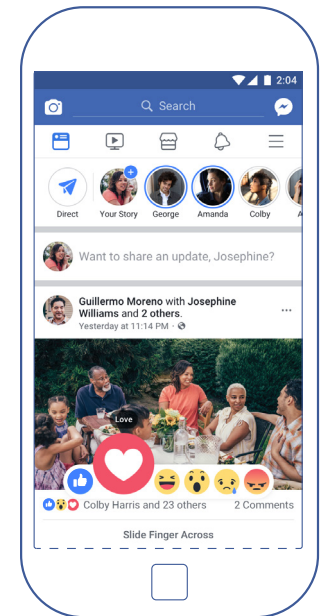 2:04
Search
Direct Your Story George Amanda Colby A
Want to share an update, Josephine?
Guillermo Moreno with Josephine
Williams and 2 others.
Yesterday at 11:14 PM ·
Love
Colby Harris and 23 others 2 Comments
Slide Finger Across